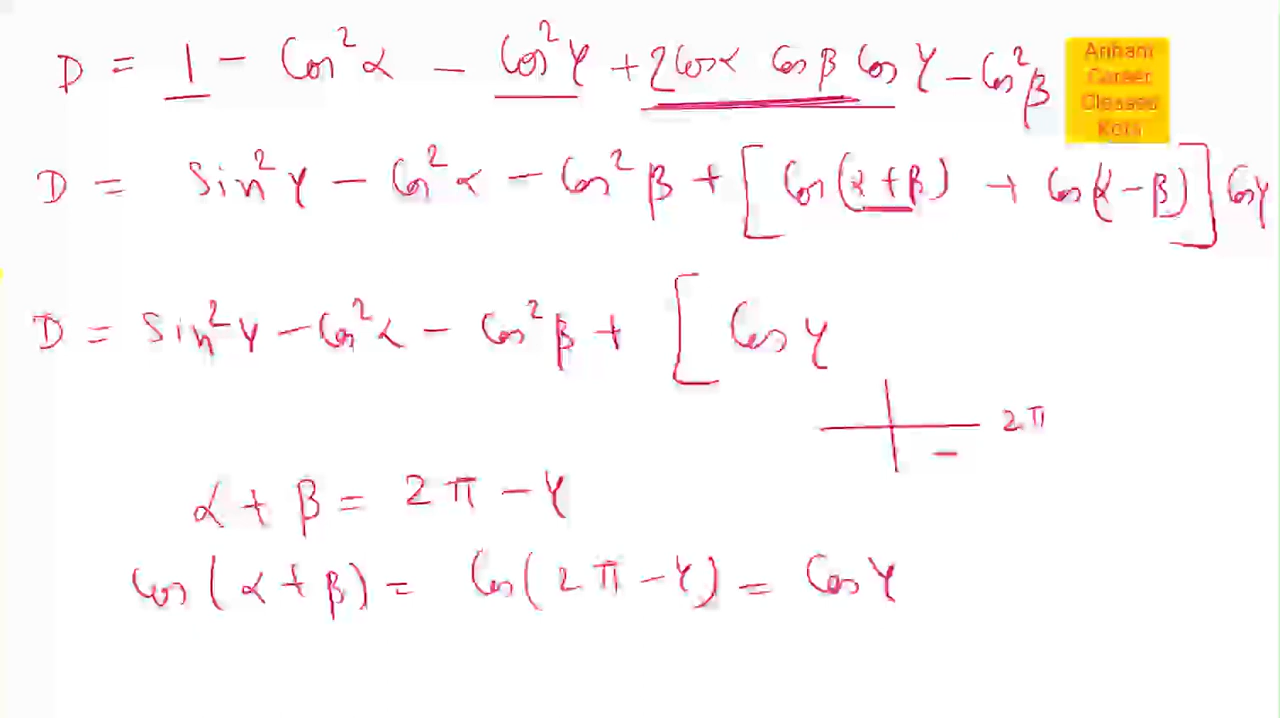 D = 1 - Cos²α - Cos²γ + 2Cosα Cosβ Cosγ - Cos²β
Arihant
Career
Classes
Kota
D = Sin²γ - Cos²α - Cos²β + [Cos(α+β) + Cos(α-β)] Cosγ
D = Sin²γ - Cos²α - Cos²β + [Cosγ
2π
α + β = 2π - γ
Cos(α+β) = Cos(2π - γ) = Cosγ